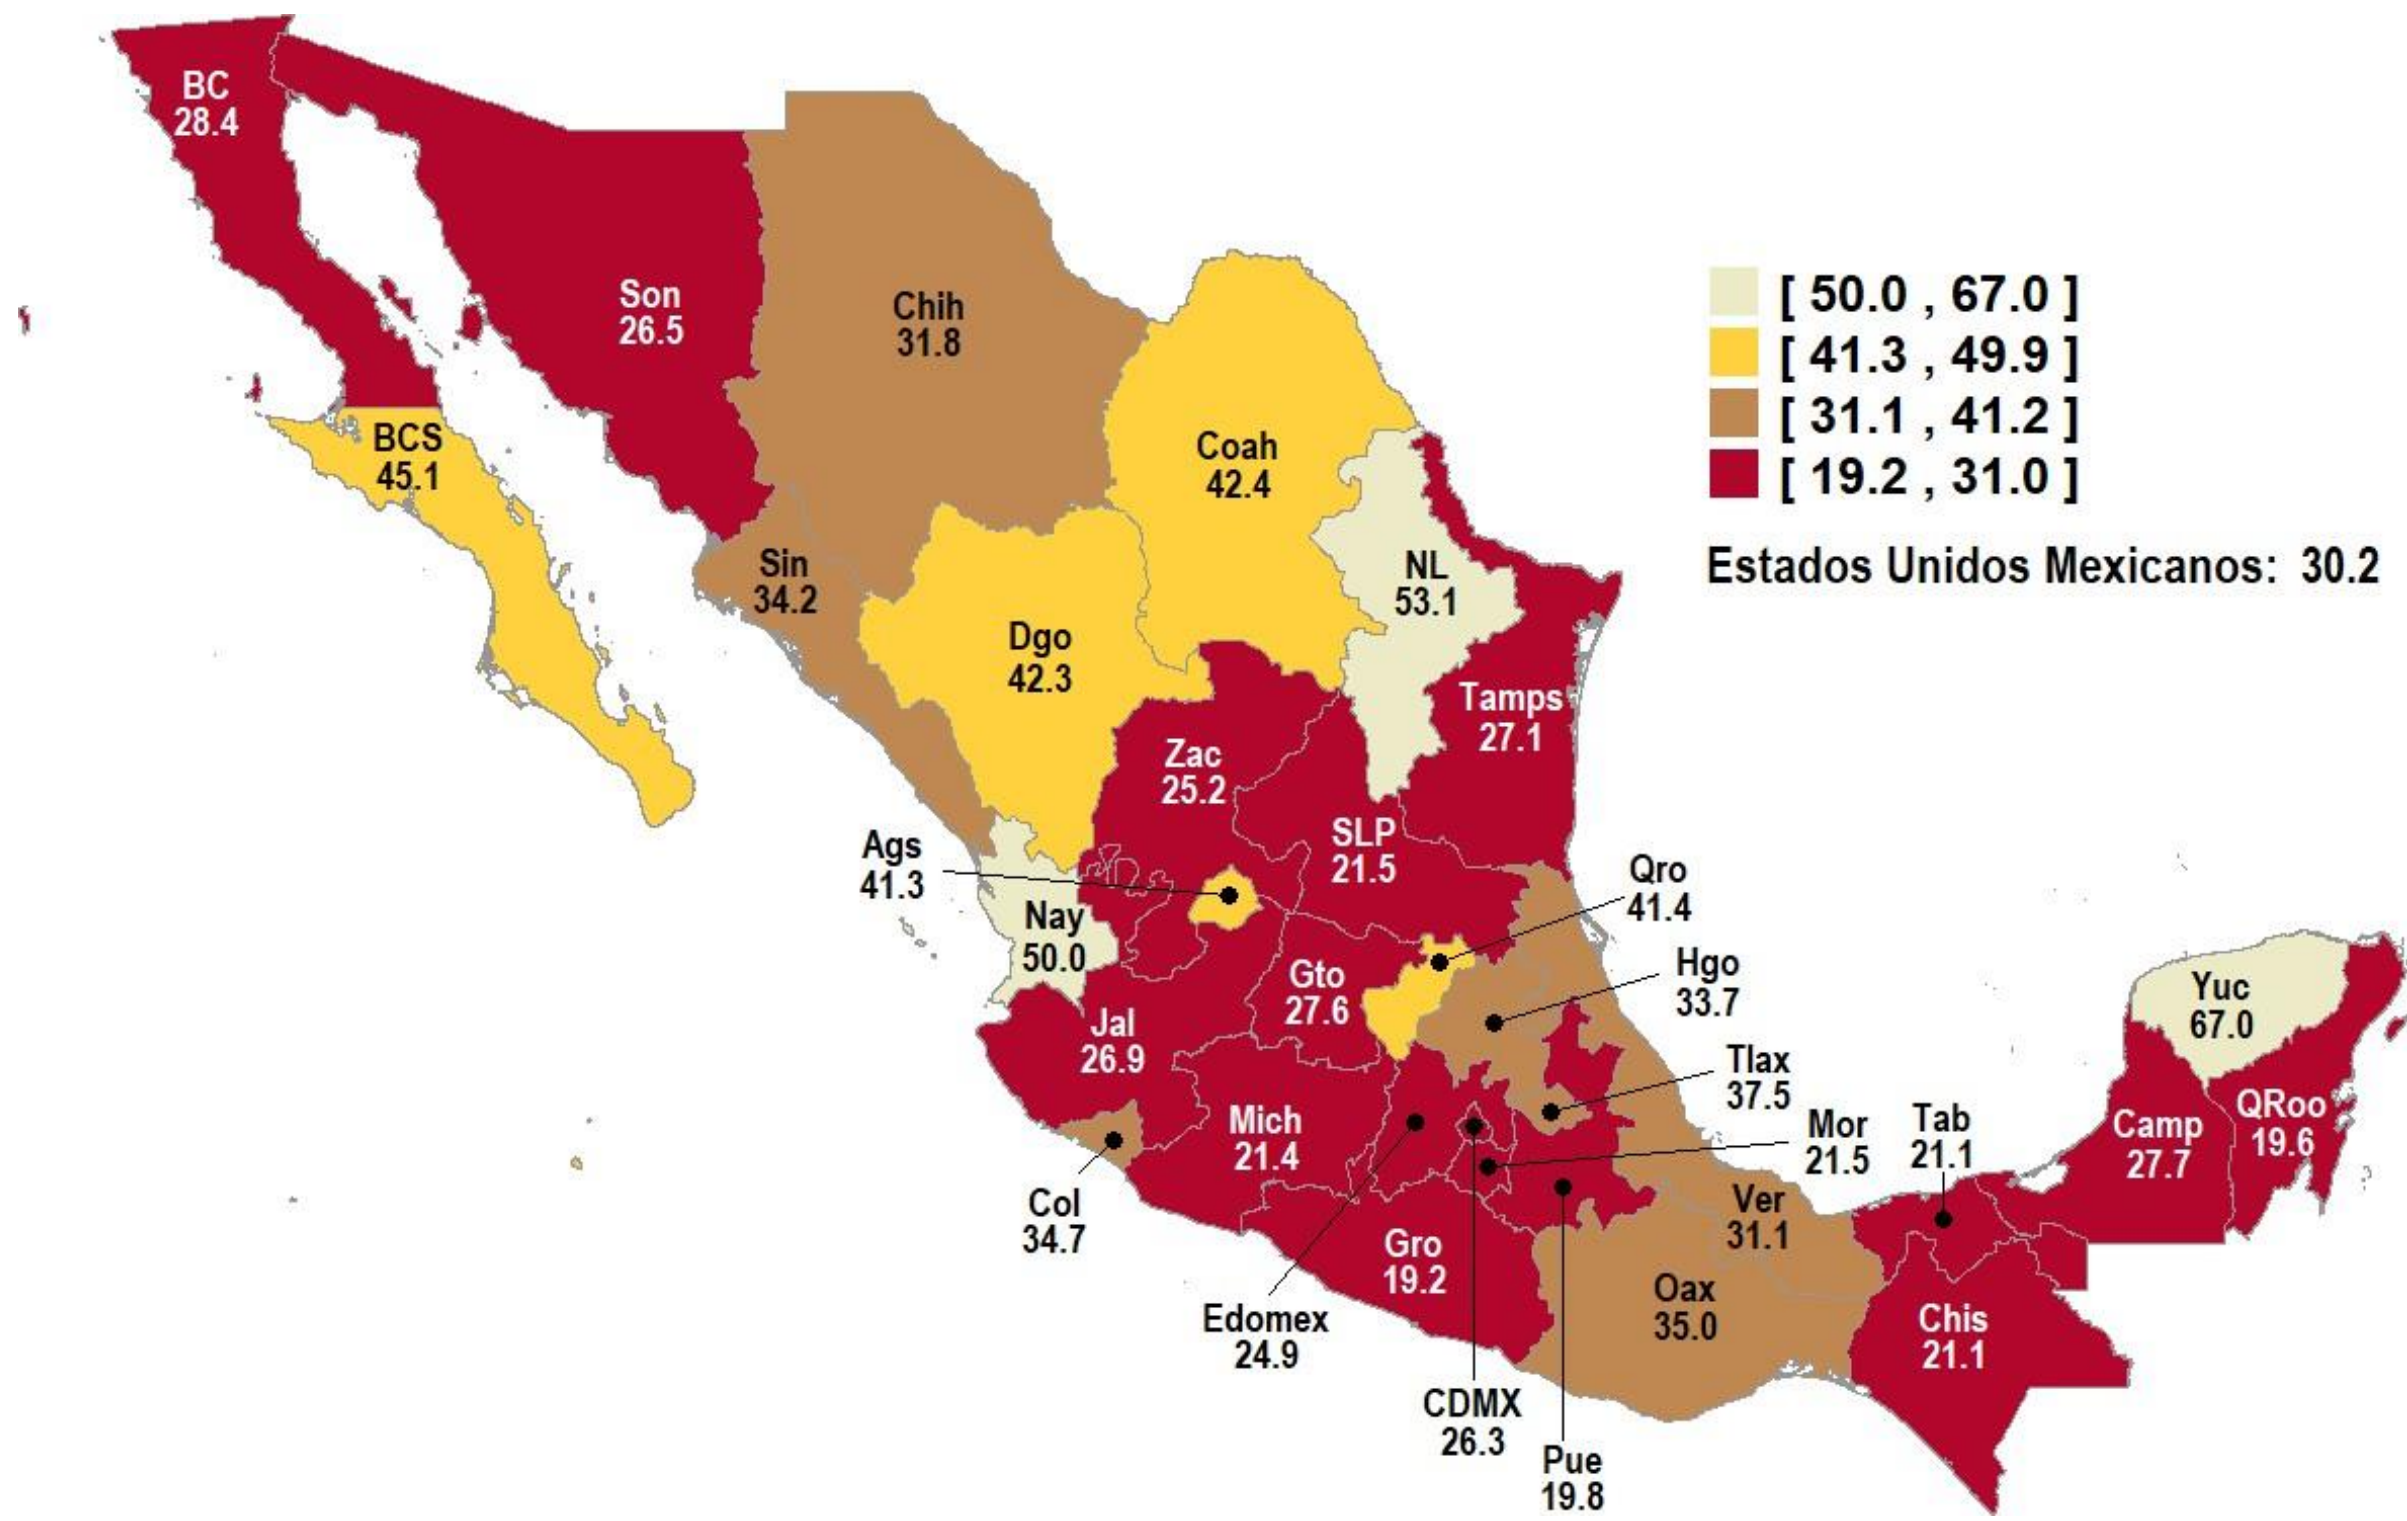 BC
28.4
Son
26.5
Chih
31.8
BCS
45.1
Coah
42.4
[ 50.0 , 67.0 ]
[ 41.3 , 49.9 ]
[ 31.1 , 41.2 ]
[ 19.2 , 31.0 ]
Estados Unidos Mexicanos: 30.2
Sin
34.2
NL
53.1
Dgo
42.3
Tamps
27.1
Zac
25.2
SLP
21.5
Ags
41.3
Qro
41.4
Nay
50.0
Gto
27.6
Hgo
33.7
Yuc
67.0
Jal
26.9
Tlax
37.5
Mich
21.4
Mor
21.5
Tab
21.1
Camp
27.7
QRoo
19.6
Col
34.7
Ver
31.1
Gro
19.2
Oax
35.0
Edomex
24.9
Chis
21.1
CDMX
26.3
Pue
19.8